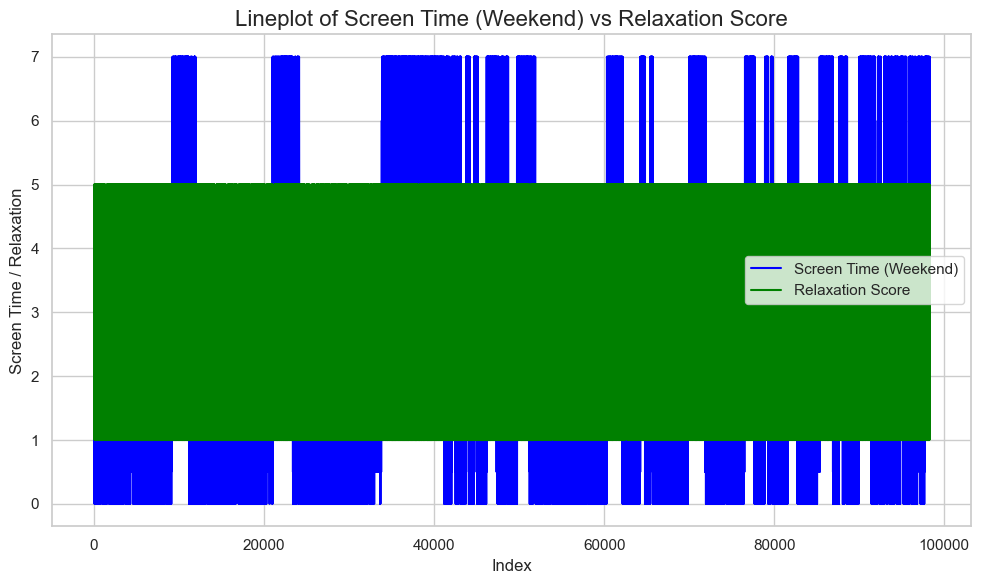 Lineplot of Screen Time (Weekend) vs Relaxation Score
Screen Time / Relaxation
7
6
5
4
3
2
1
0
Screen Time (Weekend)
Relaxation Score
0
20000
40000
60000
80000
100000
Index